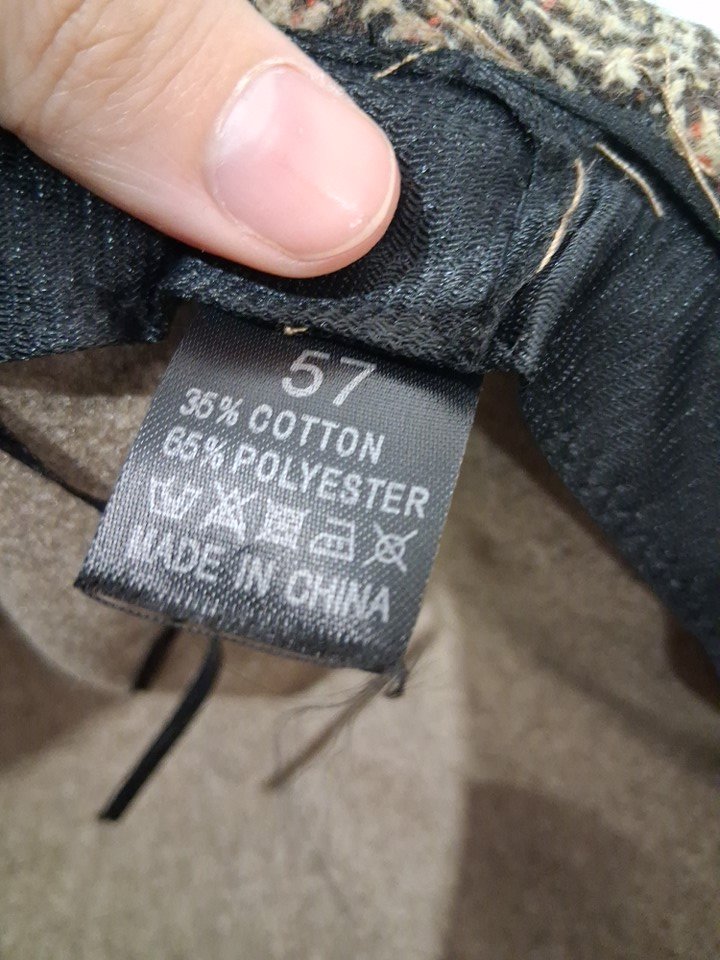 57
35% COTTON
65% POLYESTER
MADE IN CHINA